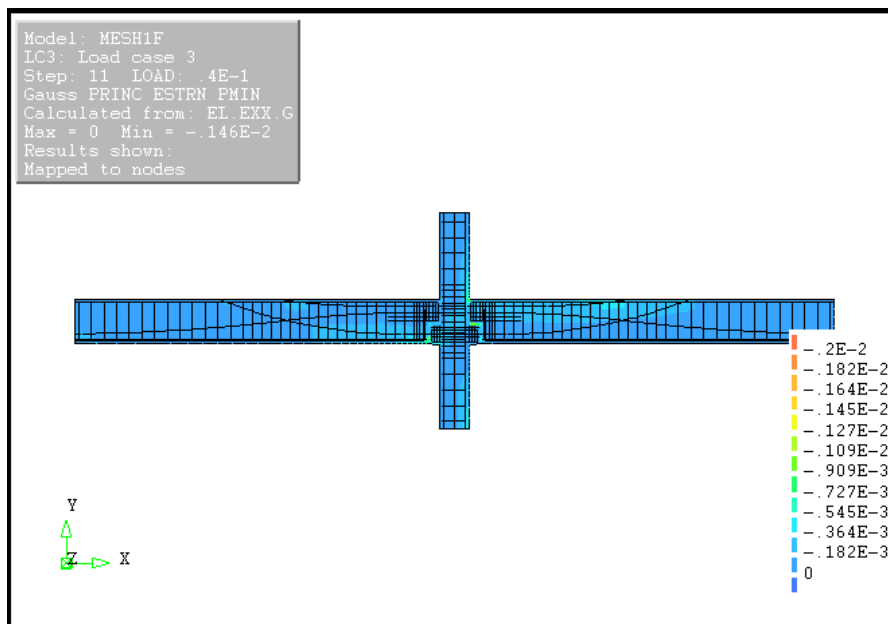 Model: MESH1F
LC3: Load case 3
Step: 11 LOAD: .4E-1
Gauss PRINC ESTRN PMIN
Calculated from: EL.EXX.G
Max = 0 Min = -.146E-2
Results shown:
Mapped to nodes
-.2E-2
-.182E-2
-.164E-2
-.145E-2
-.127E-2
-.109E-2
-.909E-3
-.727E-3
-.545E-3
-.364E-3
-.182E-3
0
Y
Z X